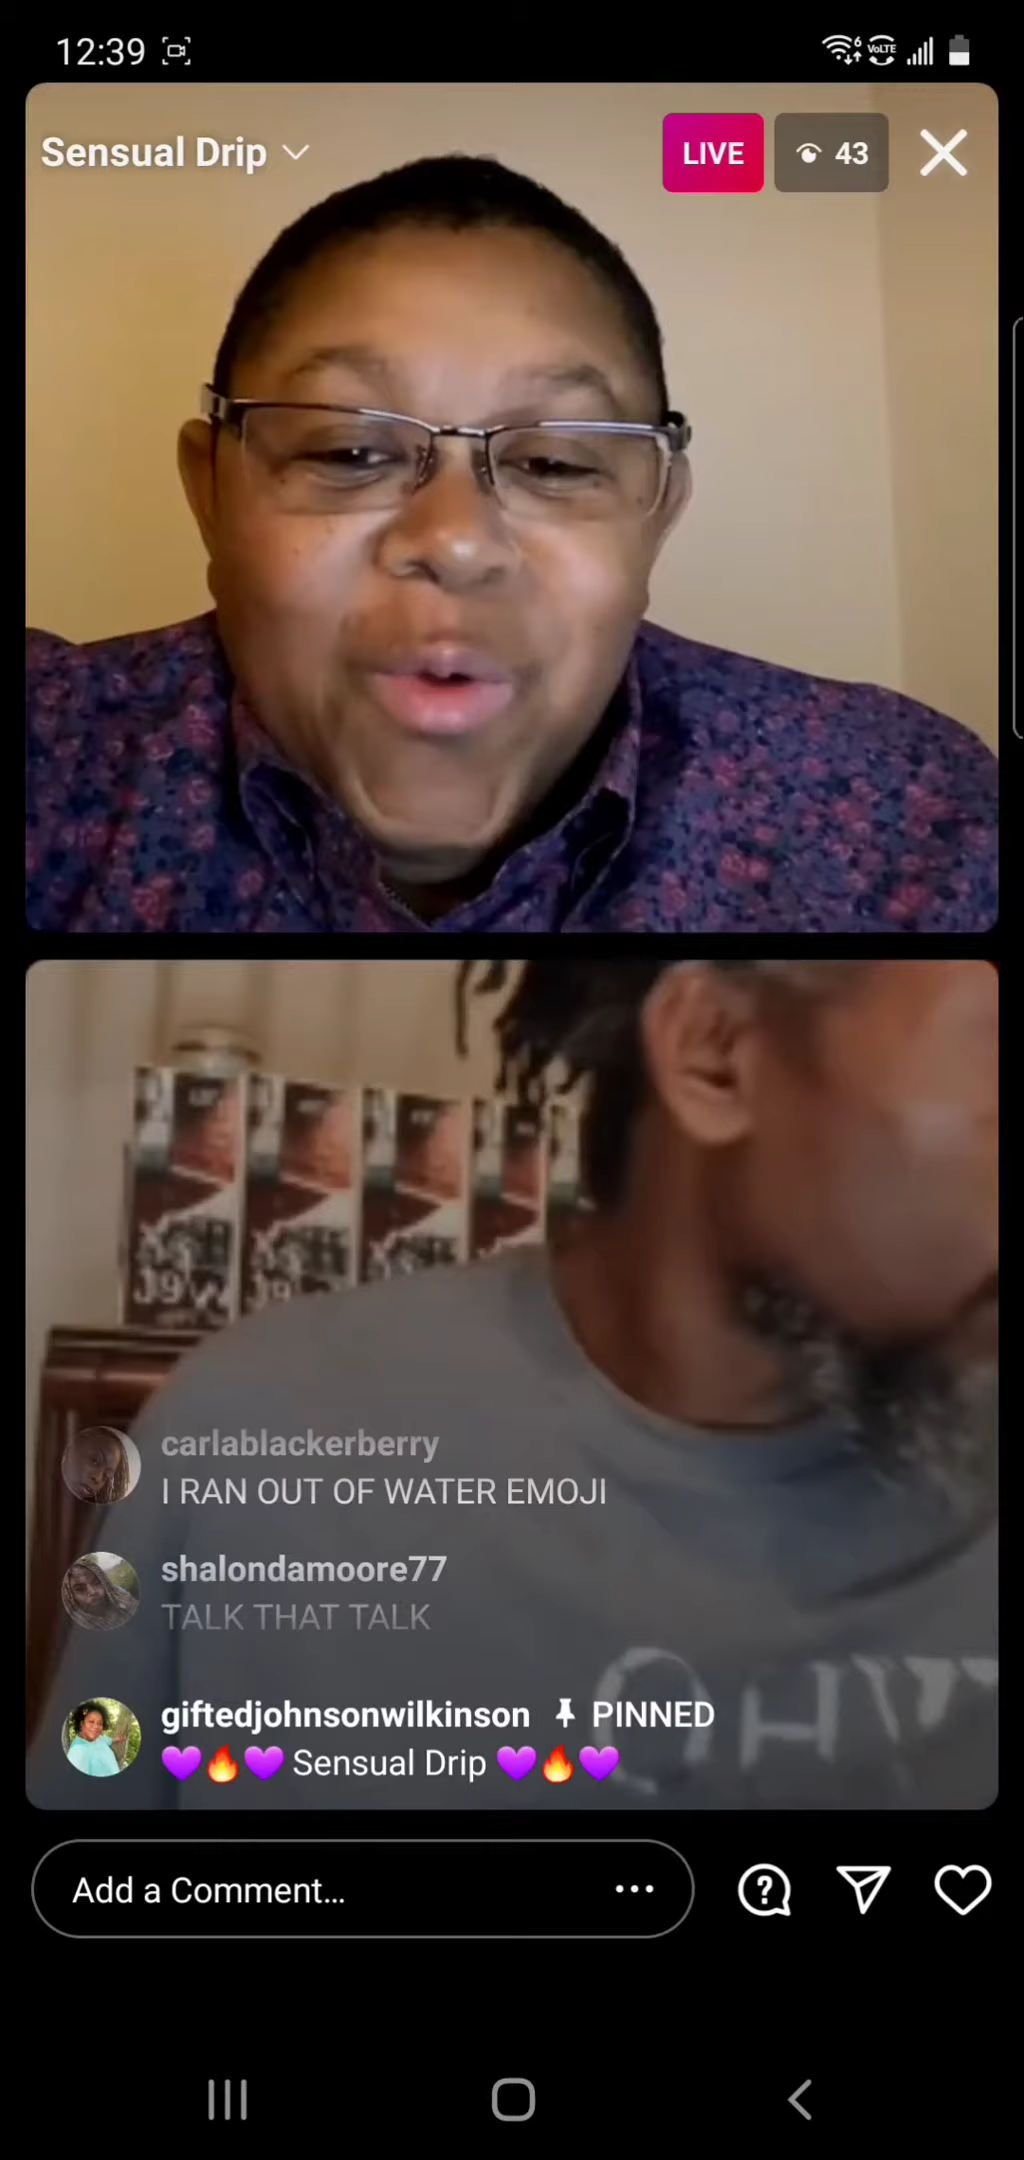 12:39
Sensual Drip
LIVE
43
carlablackerberry
I RAN OUT OF WATER EMOJI
shalondamoore77
TALK THAT TALK
giftedjohnsonwilkinson PINNED
💜🔥💜 Sensual Drip 💜🔥💜
Add a Comment...